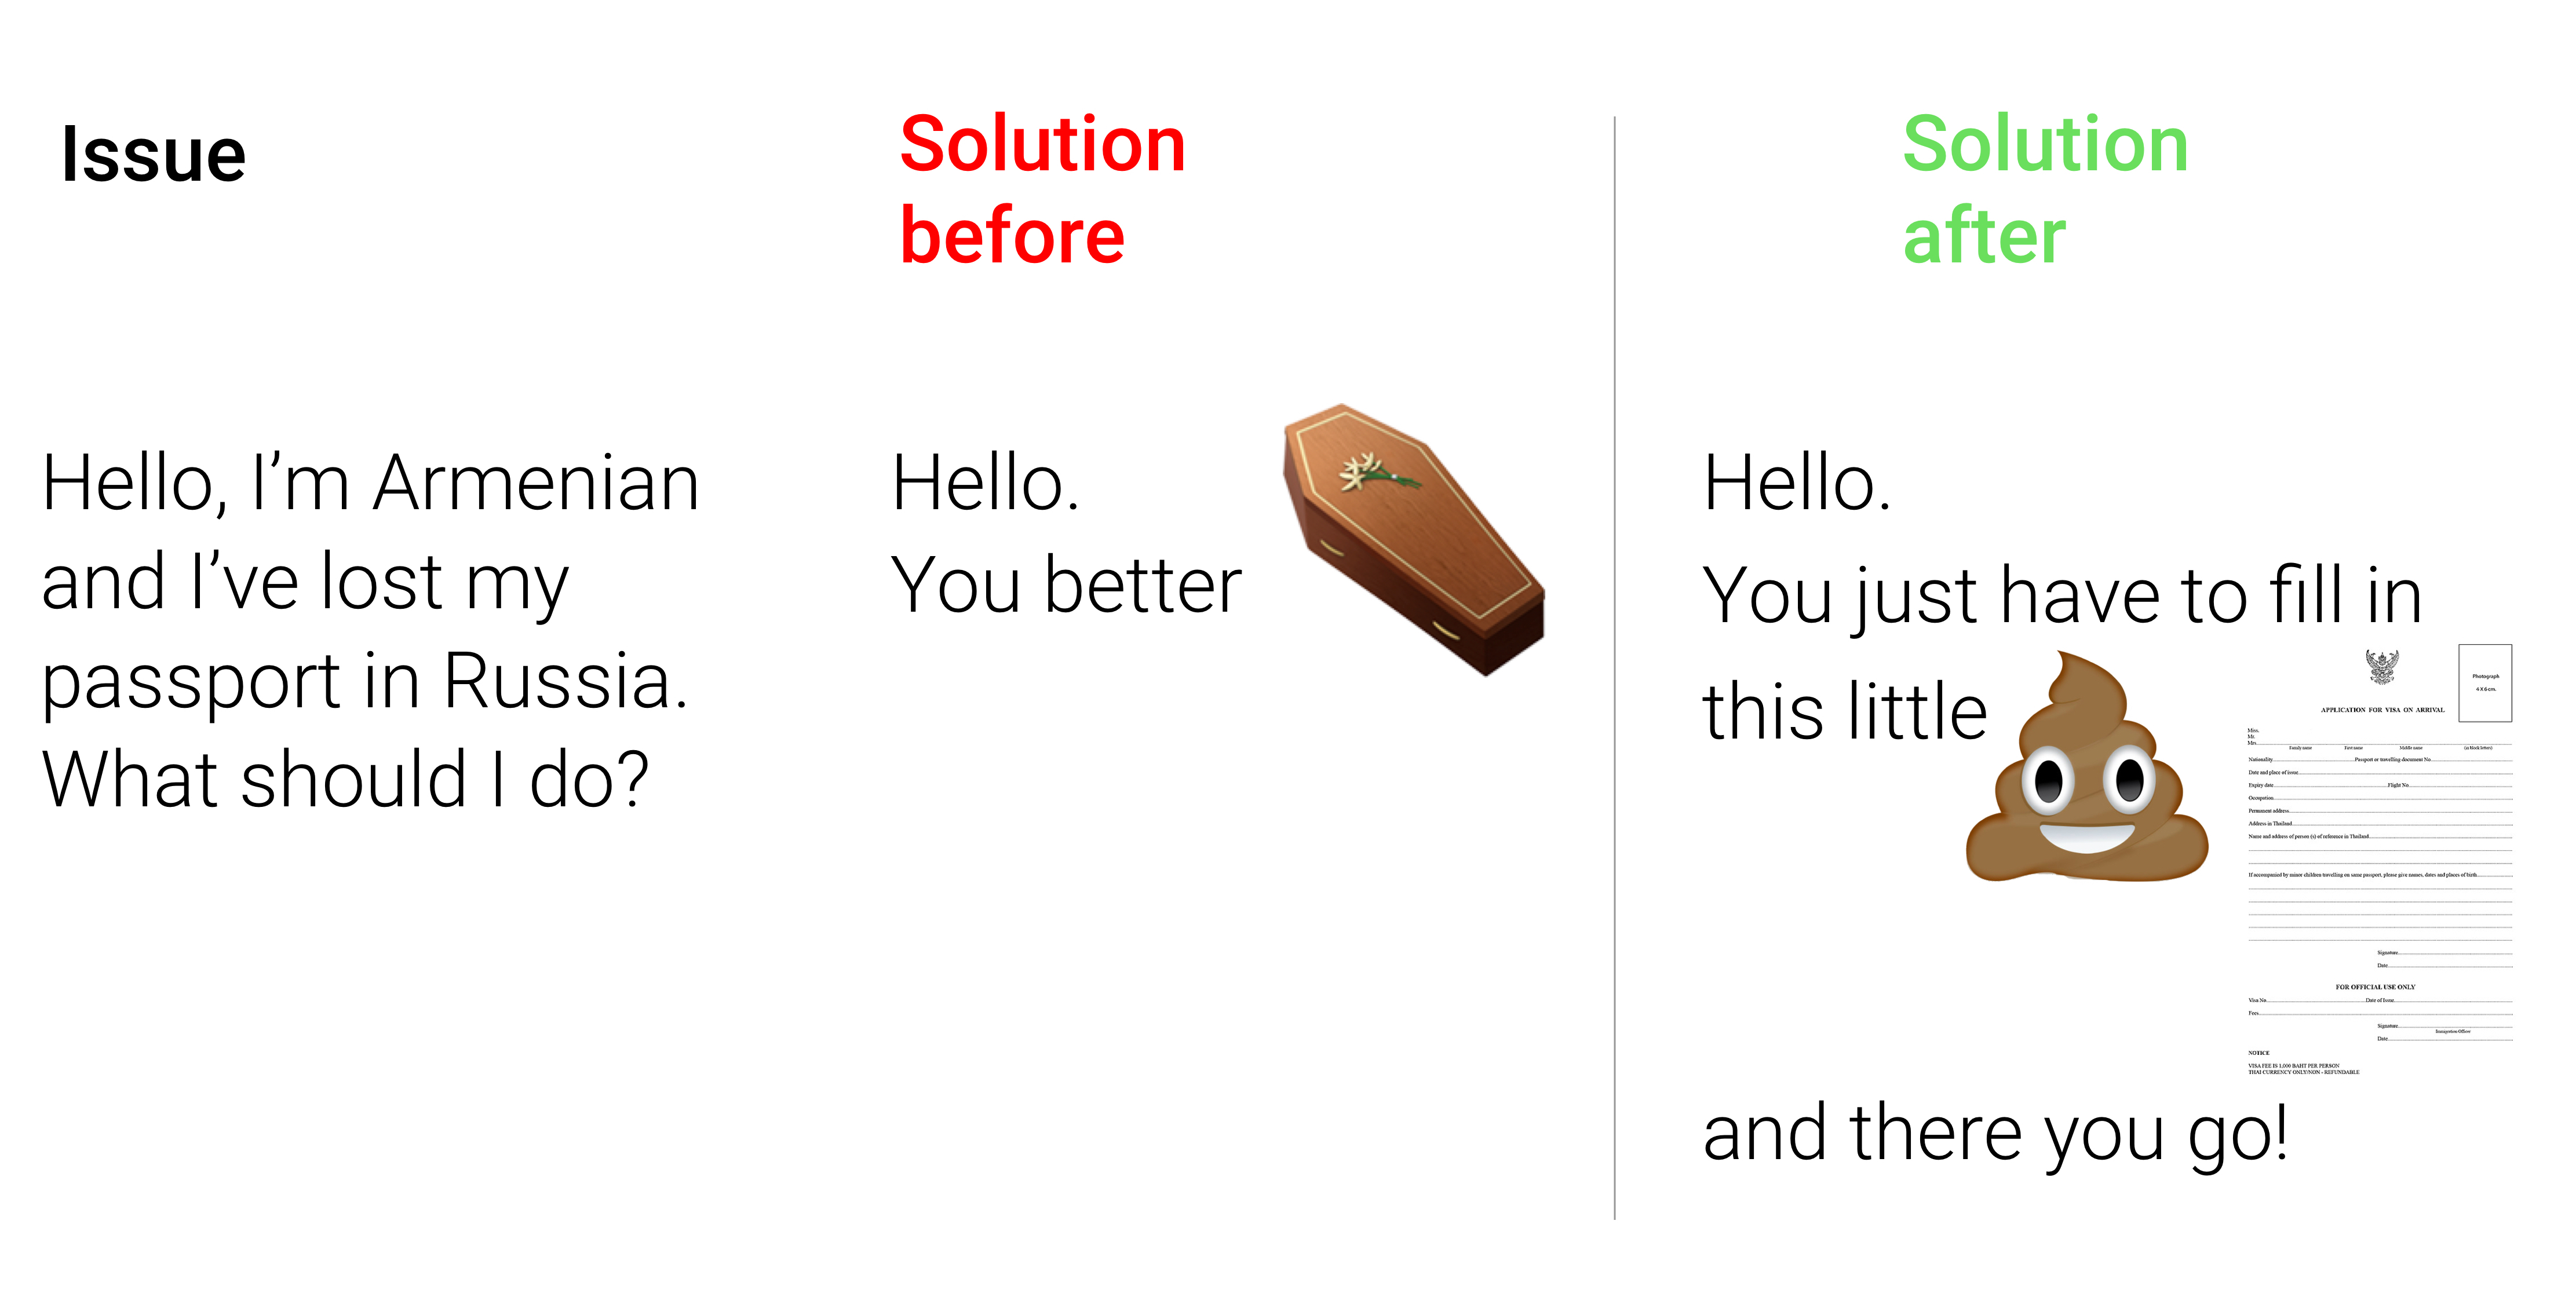 Issue
Hello, I’m Armenian
and I’ve lost my
passport in Russia.
What should I do?
Solution
before
Hello.
You better
Solution
after
Hello.
You just have to fill in
this little
Photograph
4 X 6 cm.
APPLICATION FOR VISA ON ARRIVAL
Miss.
Mr.
Mrs.
Family name First name Middle name (in block letters)
Nationality Passport or travelling document No
Date and place of issue
Expiry date Flight No
Occupation
Permanent address
Address in Thailand
Name and address of person (s) of reference in Thailand
If accompanied by minor children travelling on same passport, please give names, dates and places of birth
Signature
Date
FOR OFFICIAL USE ONLY
Visa No Date of Issue
Fees
Signature
Immigration Officer
Date
NOTICE
VISA FEE IS 1,000 BAHT PER PERSON
THAI CURRENCY ONLY/NON - REFUNDABLE
and there you go!